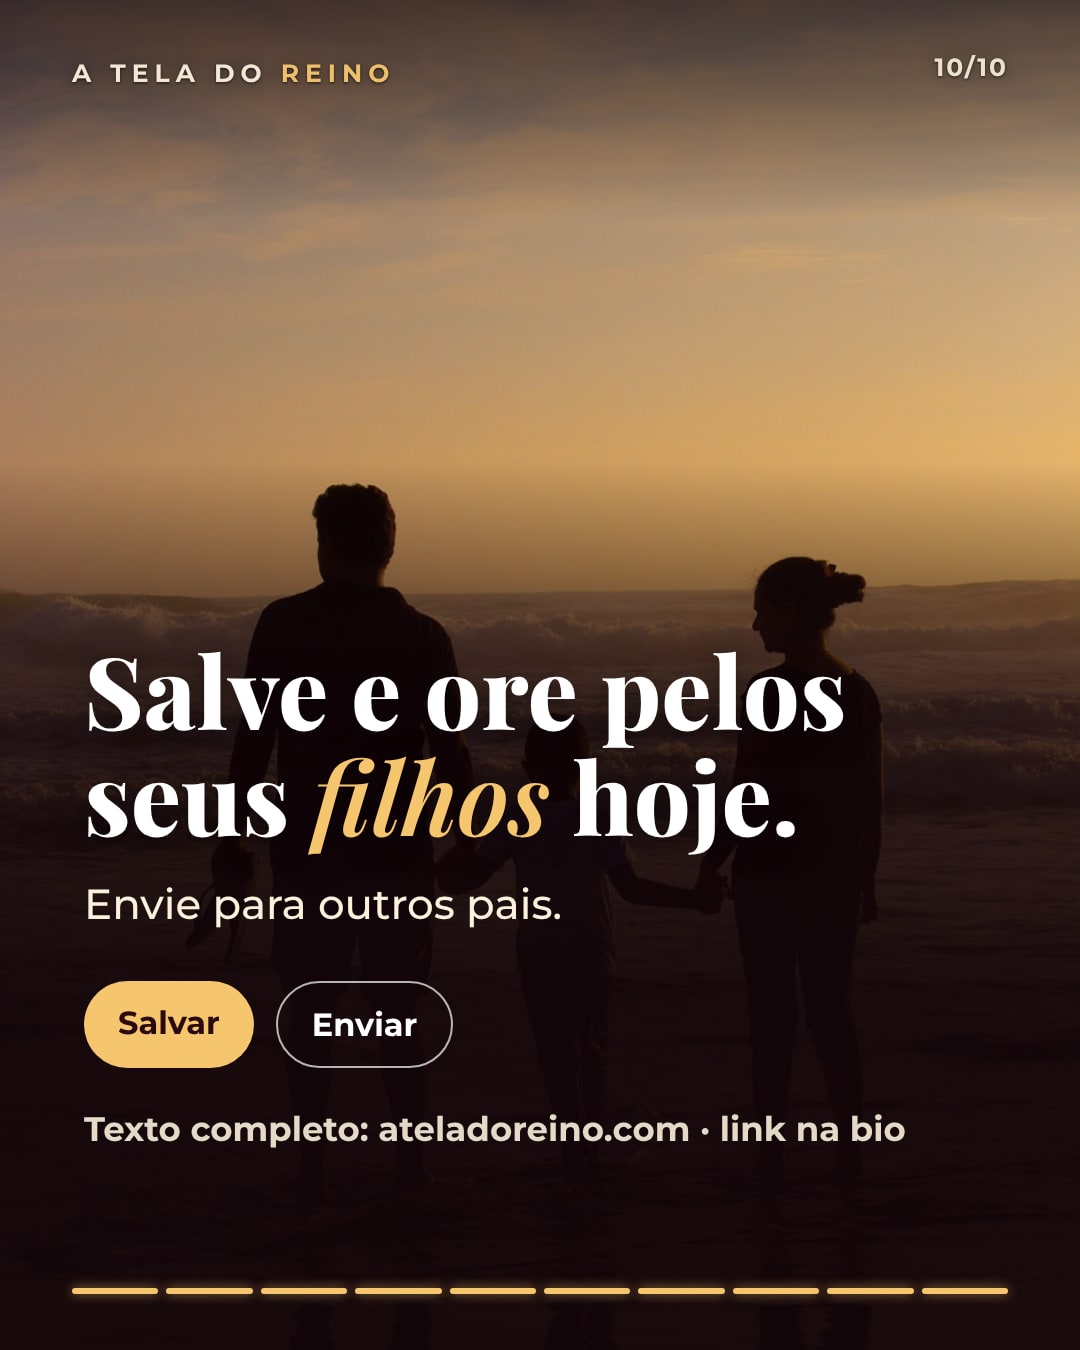 A TELA DO REINO
10/10
Salve e ore pelos
seus filhos hoje.
Envie para outros pais.
Salvar
Enviar
Texto completo: ateladoreino.com · link na bio